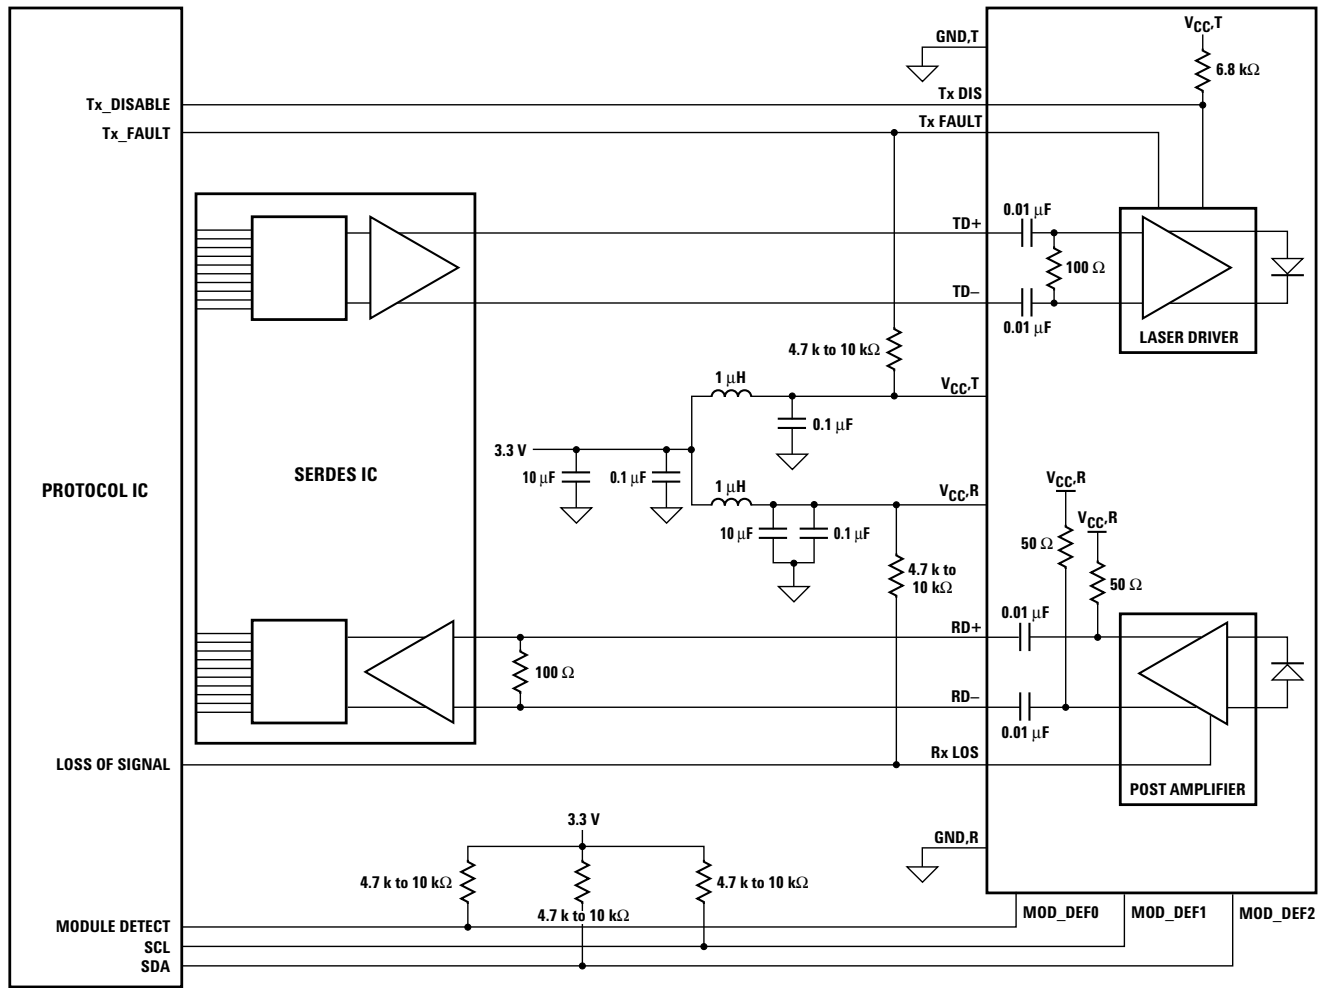 V_CC,T
GND,T
6.8 kΩ
Tx_DISABLE
Tx DIS
Tx_FAULT
Tx FAULT
0.01 µF
TD+
100 Ω
TD–
0.01 µF
LASER DRIVER
4.7 k to 10 kΩ
1 µH
V_CC,T
0.1 µF
3.3 V
SERDES IC
10 µF
0.1 µF
PROTOCOL IC
1 µH
V_CC,R
V_CC,R
V_CC,R
10 µF
0.1 µF
50 Ω
4.7 k to
10 kΩ
50 Ω
0.01 µF
RD+
100 Ω
RD–
0.01 µF
LOSS OF SIGNAL
Rx LOS
POST AMPLIFIER
3.3 V
GND,R
4.7 k to 10 kΩ
4.7 k to 10 kΩ
4.7 k to 10 kΩ
MODULE DETECT
MOD_DEF0
MOD_DEF1
MOD_DEF2
SCL
SDA